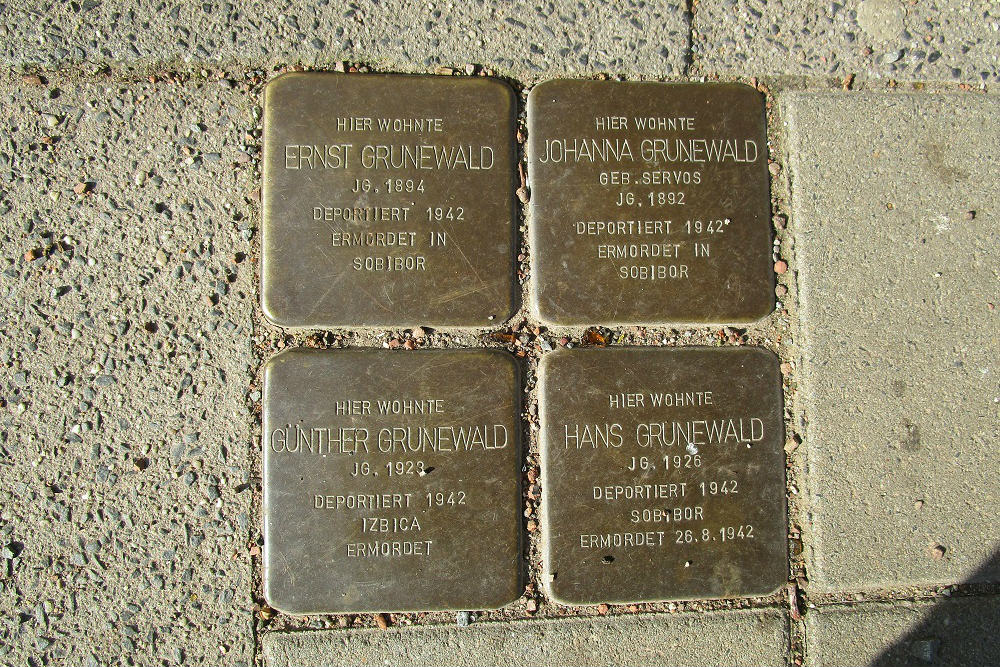 HIER WOHNTE
ERNST GRUNEWALD
JG. 1894
DEPORTIERT 1942
ERMORDET IN
SOBIBOR
HIER WOHNTE
JOHANNA GRUNEWALD
GEB. SERVOS
JG. 1892
DEPORTIERT 1942
ERMORDET IN
SOBIBOR
HIER WOHNTE
GÜNTHER GRUNEWALD
JG. 1923
DEPORTIERT 1942
IZBICA
ERMORDET
HIER WOHNTE
HANS GRUNEWALD
JG. 1926
DEPORTIERT 1942
SOBIBOR
ERMORDET 26.8.1942